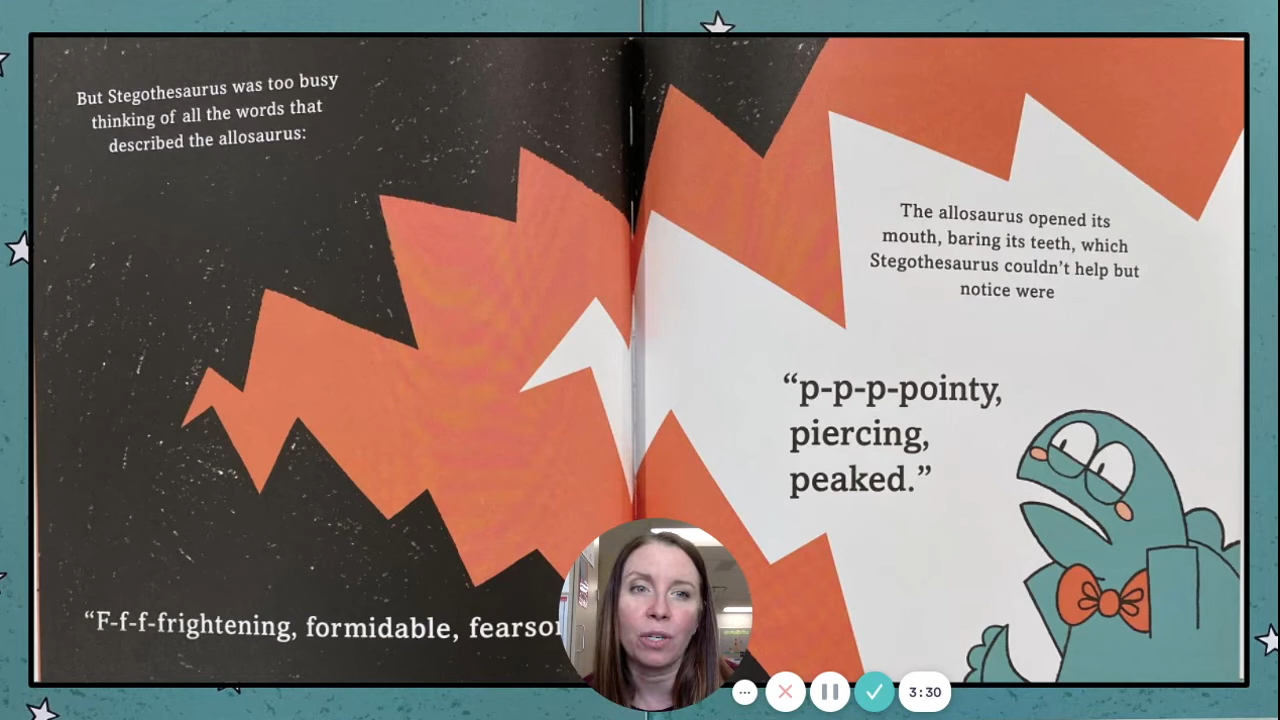 But Stegothesaurus was too busy
thinking of all the words that
described the allosaurus:
“F-f-f-frightening, formidable,
The allosaurus opened its
mouth, baring its teeth, which
Stegothesaurus couldn’t help but
notice were
“p-p-p-pointy,
piercing,
peaked.”
3:30